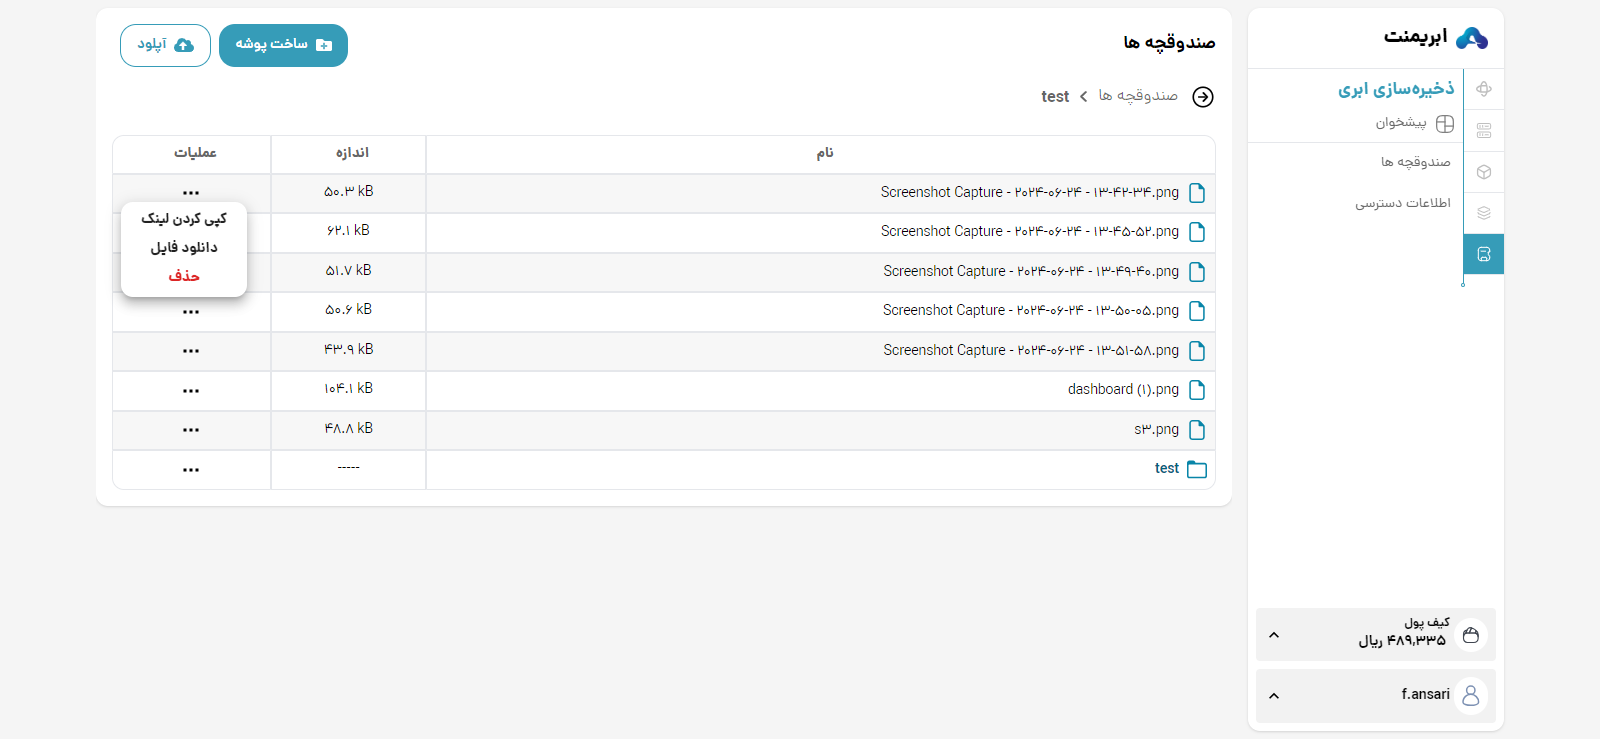 ابریمنت
ذخیره‌سازی ابری
پیشخوان
صندوقچه ها
اطلاعات دسترسی
کیف پول
۴۸۹,۳۳۵ ریال
f.ansari
صندوقچه ها
ساخت پوشه
آپلود
صندوقچه ها > test
نام اندازه عملیات
Screenshot Capture - ۲۰۲۴-۰۶-۲۴ - ۱۳-۴۲-۳۴.png ۵۰.۳ kB
Screenshot Capture - ۲۰۲۴-۰۶-۲۴ - ۱۳-۴۵-۵۲.png ۶۲.۱ kB
Screenshot Capture - ۲۰۲۴-۰۶-۲۴ - ۱۳-۴۹-۴۰.png ۵۱.۷ kB
Screenshot Capture - ۲۰۲۴-۰۶-۲۴ - ۱۳-۵۰-۰۵.png ۵۰.۶ kB
Screenshot Capture - ۲۰۲۴-۰۶-۲۴ - ۱۳-۵۱-۵۸.png ۴۳.۹ kB
dashboard (۱).png ۱۰۴.۱ kB
s۳.png ۴۸.۸ kB
test -----
کپی کردن لینک
دانلود فایل
حذف